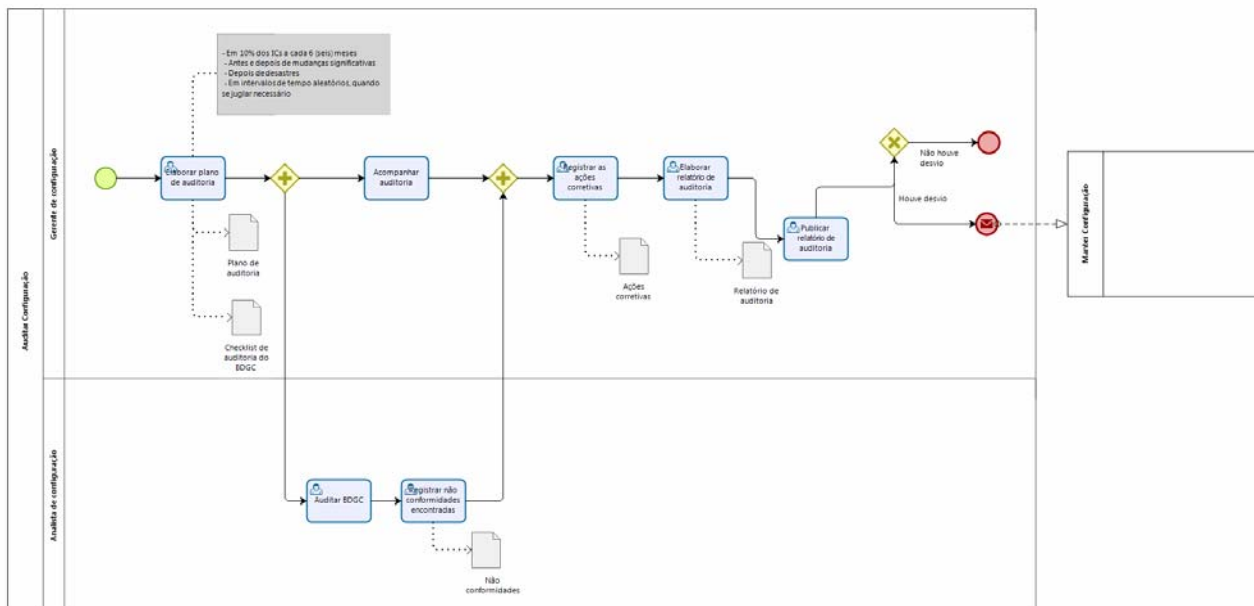 - Em 10% dos ICs a cada 6 (seis) meses
- Antes e depois de mudanças significativas
- Depois de desastres
- Em intervalos de tempo aleatórios, quando
se juglar necessário
Auditar Configuração
Gerente de configuração
Elaborar plano
de auditoria
Plano de
auditoria
Checklist de
auditoria do
BDGC
Acompanhar
auditoria
Registrar as
ações
corretivas
Ações
corretivas
Elaborar
relatório de
auditoria
Relatório de
auditoria
Publicar
relatório de
auditoria
Não houve
desvio
Houve desvio
Manter Configuração
Analista de configuração
Auditar BDGC
Registrar não
conformidades
encontradas
Não
conformidades